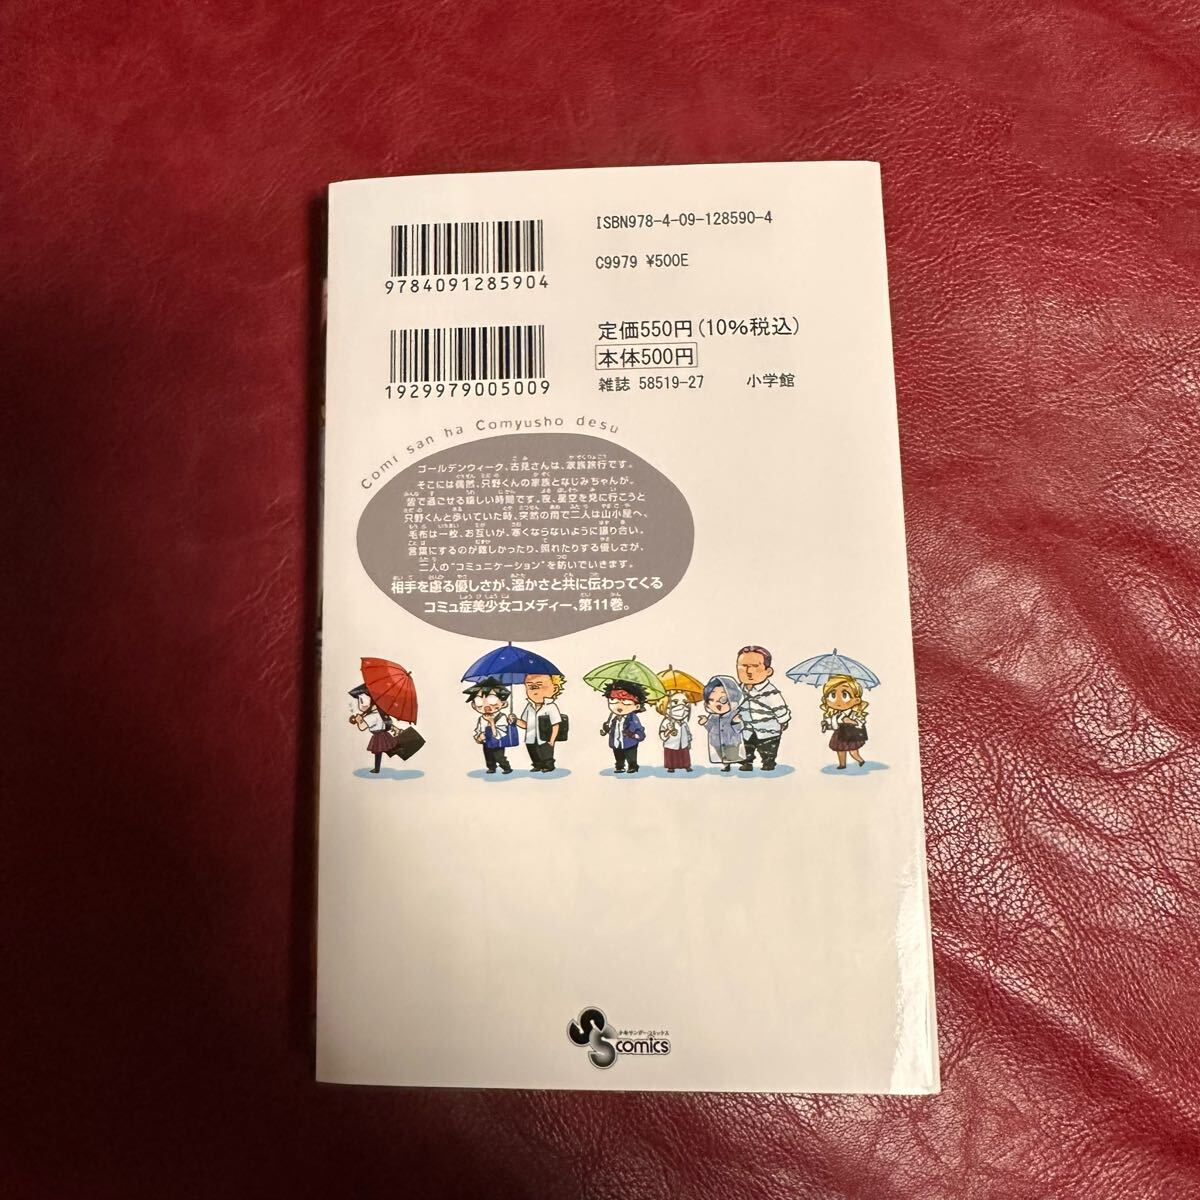 ISBN978-4-09-128590-4
9784091285904
C9979 ¥500E
定価550円(10%税込)
本体500円
1929979005009
雑誌 58519-27 小学館
Comi san ha Comyusho desu
ゴールデンウィーク、古見さんは、家族旅行です。
そこには偶然、只野くんの家族となじみちゃんが。
皆で過ごせる嬉しい時間です。夜、星空を見に行こうと
只野くんと歩いていた時、突然の雨で二人は山小屋へ、
毛布は一枚、お互いが、寒くならないように譲り合い。
言葉にするのが難しかったり、照れたりする優しさが、
二人の“コミュニケーション”を紡いでいきます。
相手を慮る優しさが、温かさと共に伝わってくる
コミュ症美少女コメディー、第11巻。
少年サンデーコミックス
SS comics